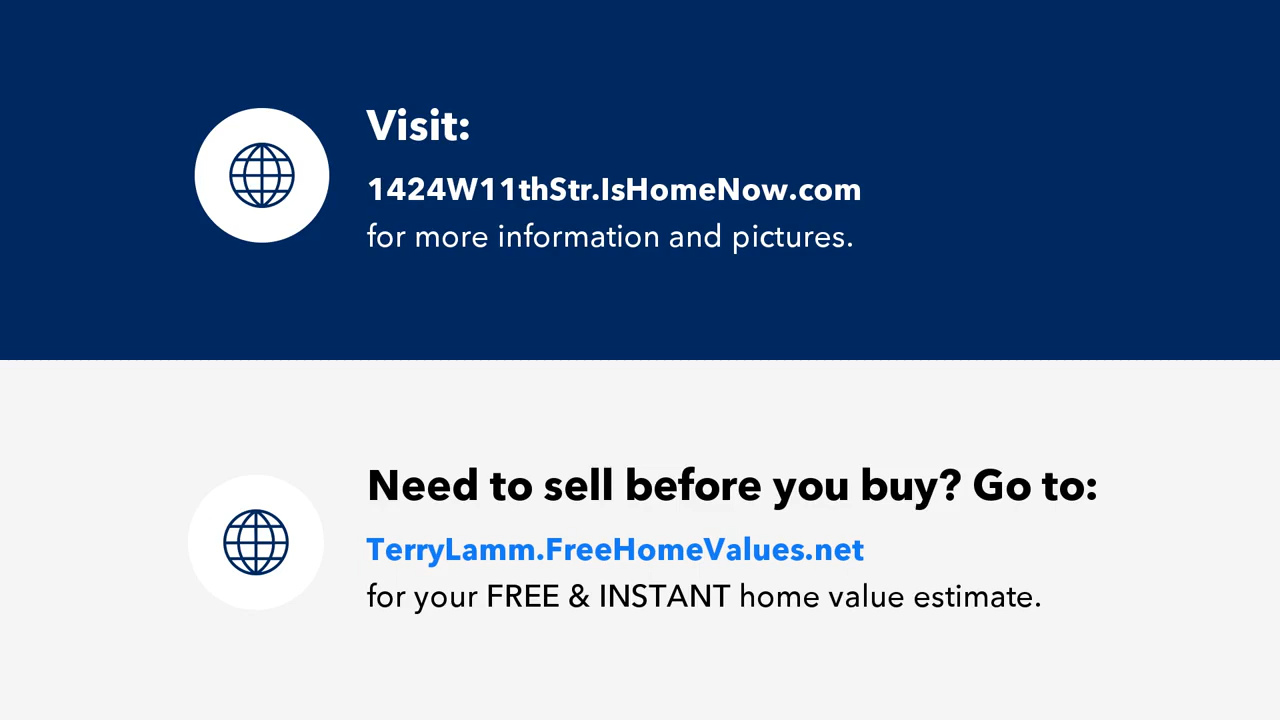 Visit:
1424W11thStr.IsHomeNow.com
for more information and pictures.
Need to sell before you buy? Go to:
TerryLamm.FreeHomeValues.net
for your FREE & INSTANT home value estimate.